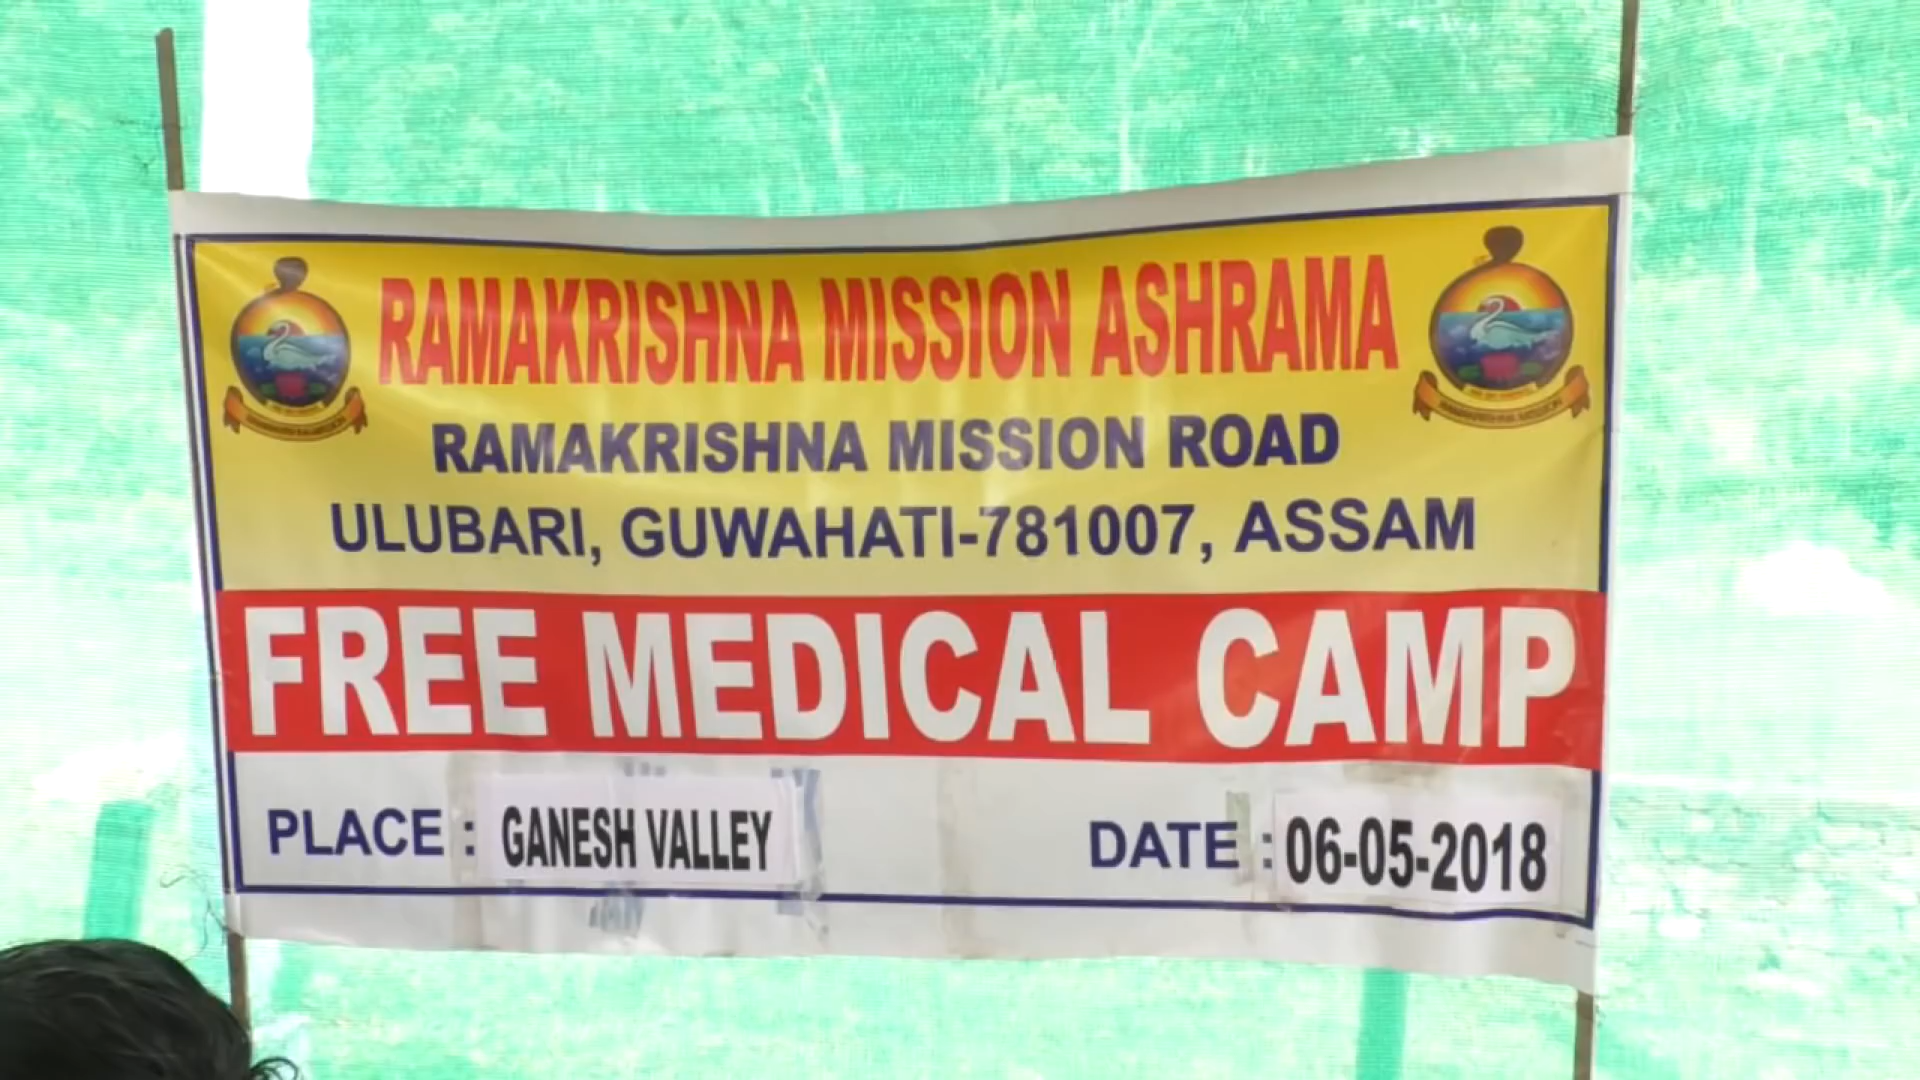 RAMAKRISHNA MISSION ASHRAMA
RAMAKRISHNA MISSION ROAD
ULUBARI, GUWAHATI-781007, ASSAM
FREE MEDICAL CAMP
PLACE : GANESH VALLEY
DATE : 06-05-2018